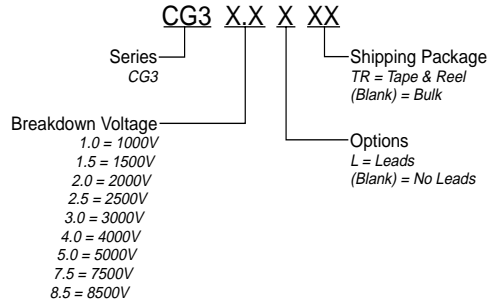 CG3 X.X X XX
Series
CG3
Shipping Package
TR = Tape & Reel
(Blank) = Bulk
Breakdown Voltage
1.0 = 1000V
1.5 = 1500V
2.0 = 2000V
2.5 = 2500V
3.0 = 3000V
4.0 = 4000V
5.0 = 5000V
7.5 = 7500V
8.5 = 8500V
Options
L = Leads
(Blank) = No Leads